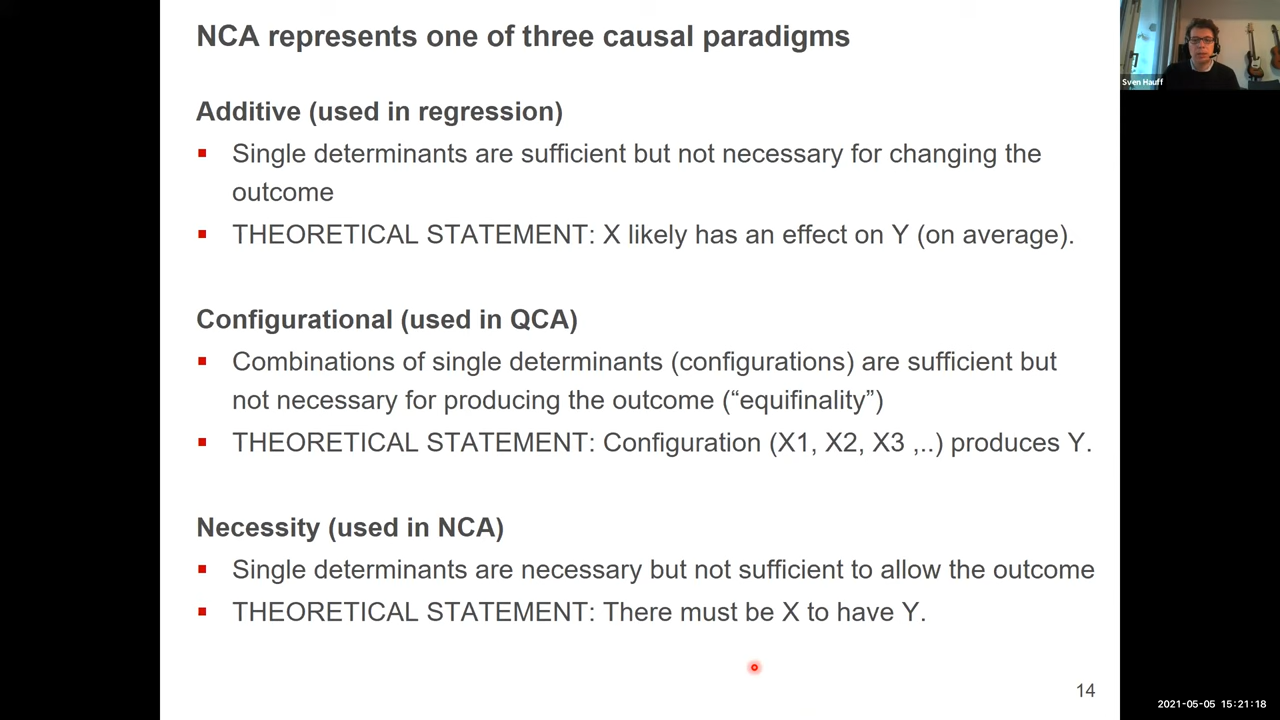 NCA represents one of three causal paradigms
Sven Hauff
Additive (used in regression)
▪ Single determinants are sufficient but not necessary for changing the
outcome
▪ THEORETICAL STATEMENT: X likely has an effect on Y (on average).
Configurational (used in QCA)
▪ Combinations of single determinants (configurations) are sufficient but
not necessary for producing the outcome (“equifinality”)
▪ THEORETICAL STATEMENT: Configuration (X1, X2, X3 ,..) produces Y.
Necessity (used in NCA)
▪ Single determinants are necessary but not sufficient to allow the outcome
▪ THEORETICAL STATEMENT: There must be X to have Y.
14
2021-05-05 15:21:18